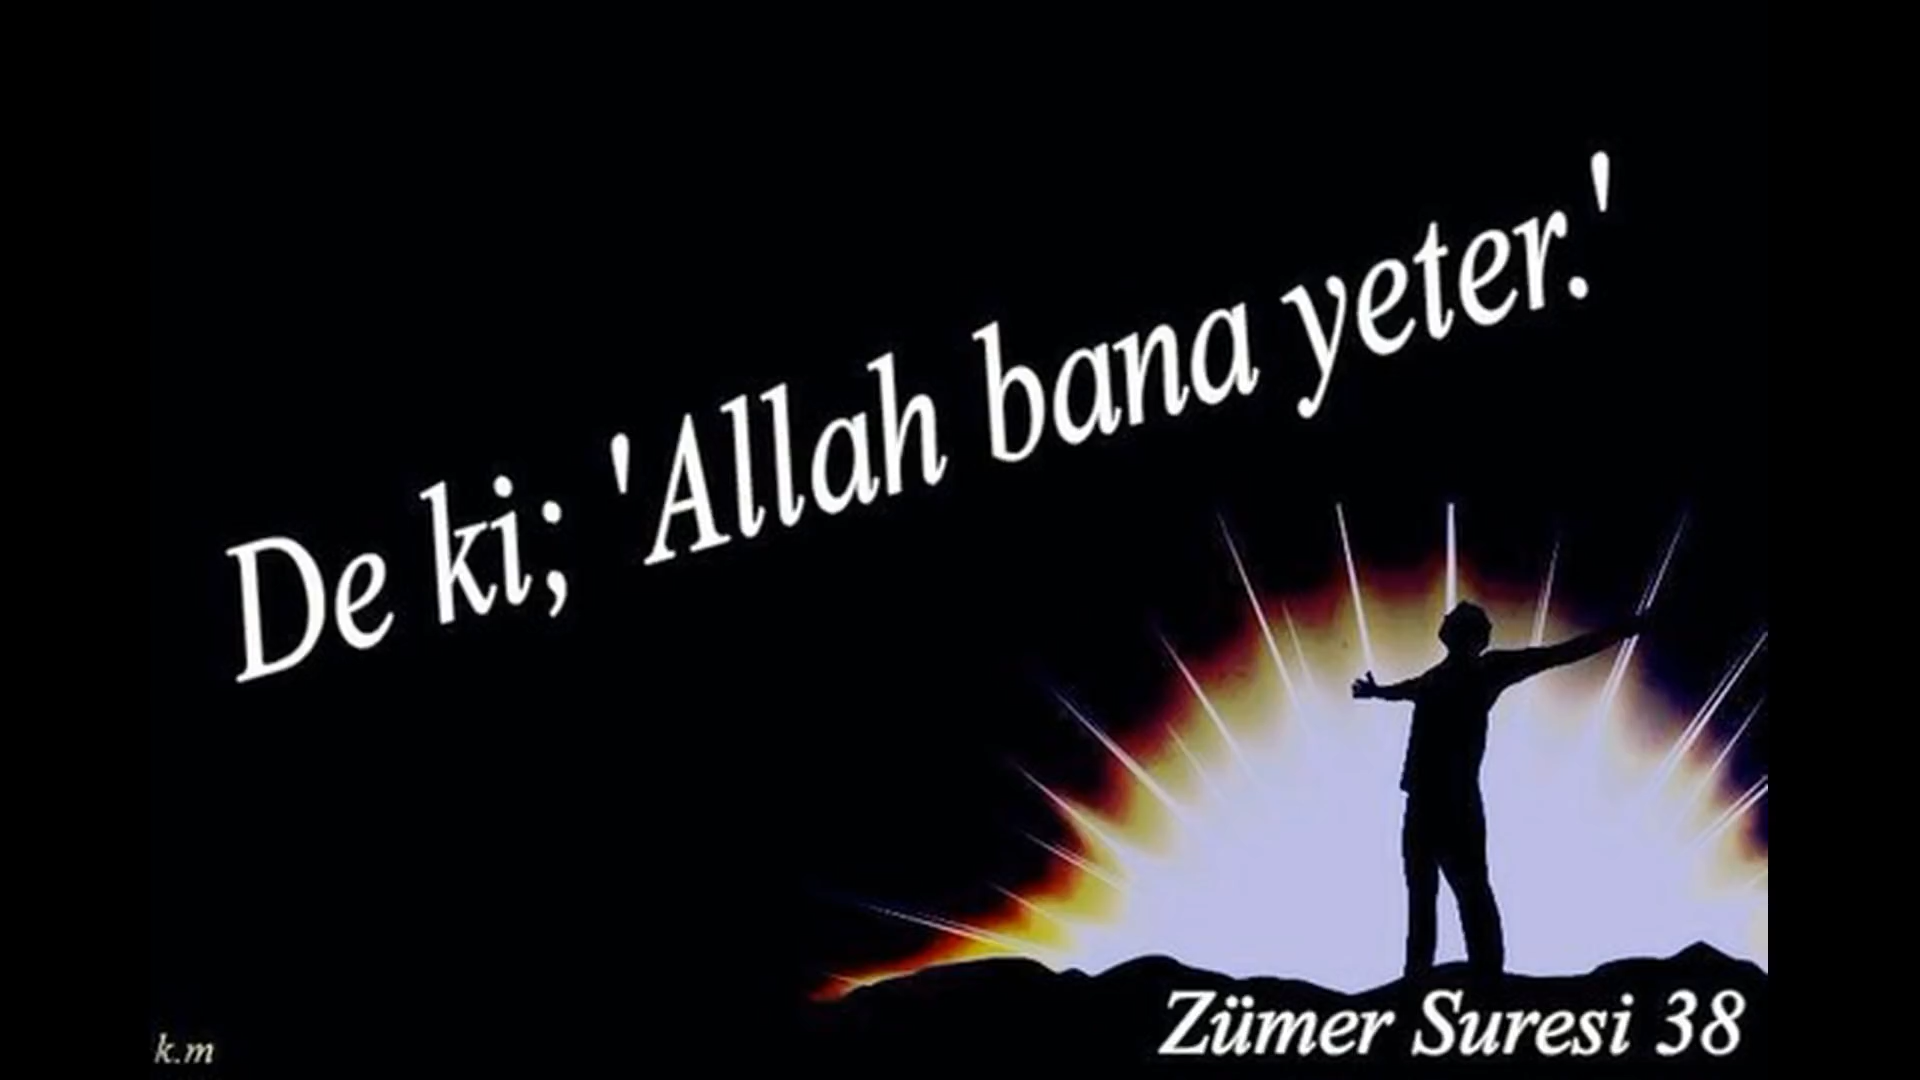 De ki; 'Allah bana yeter.'
Zümer Suresi 38
k.m